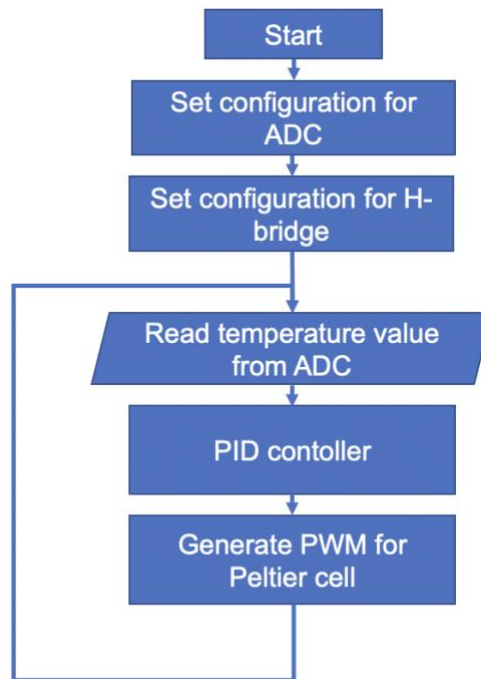 Start
Set configuration for
ADC
Set configuration for H-
bridge
Read temperature value
from ADC
PID contoller
Generate PWM for
Peltier cell